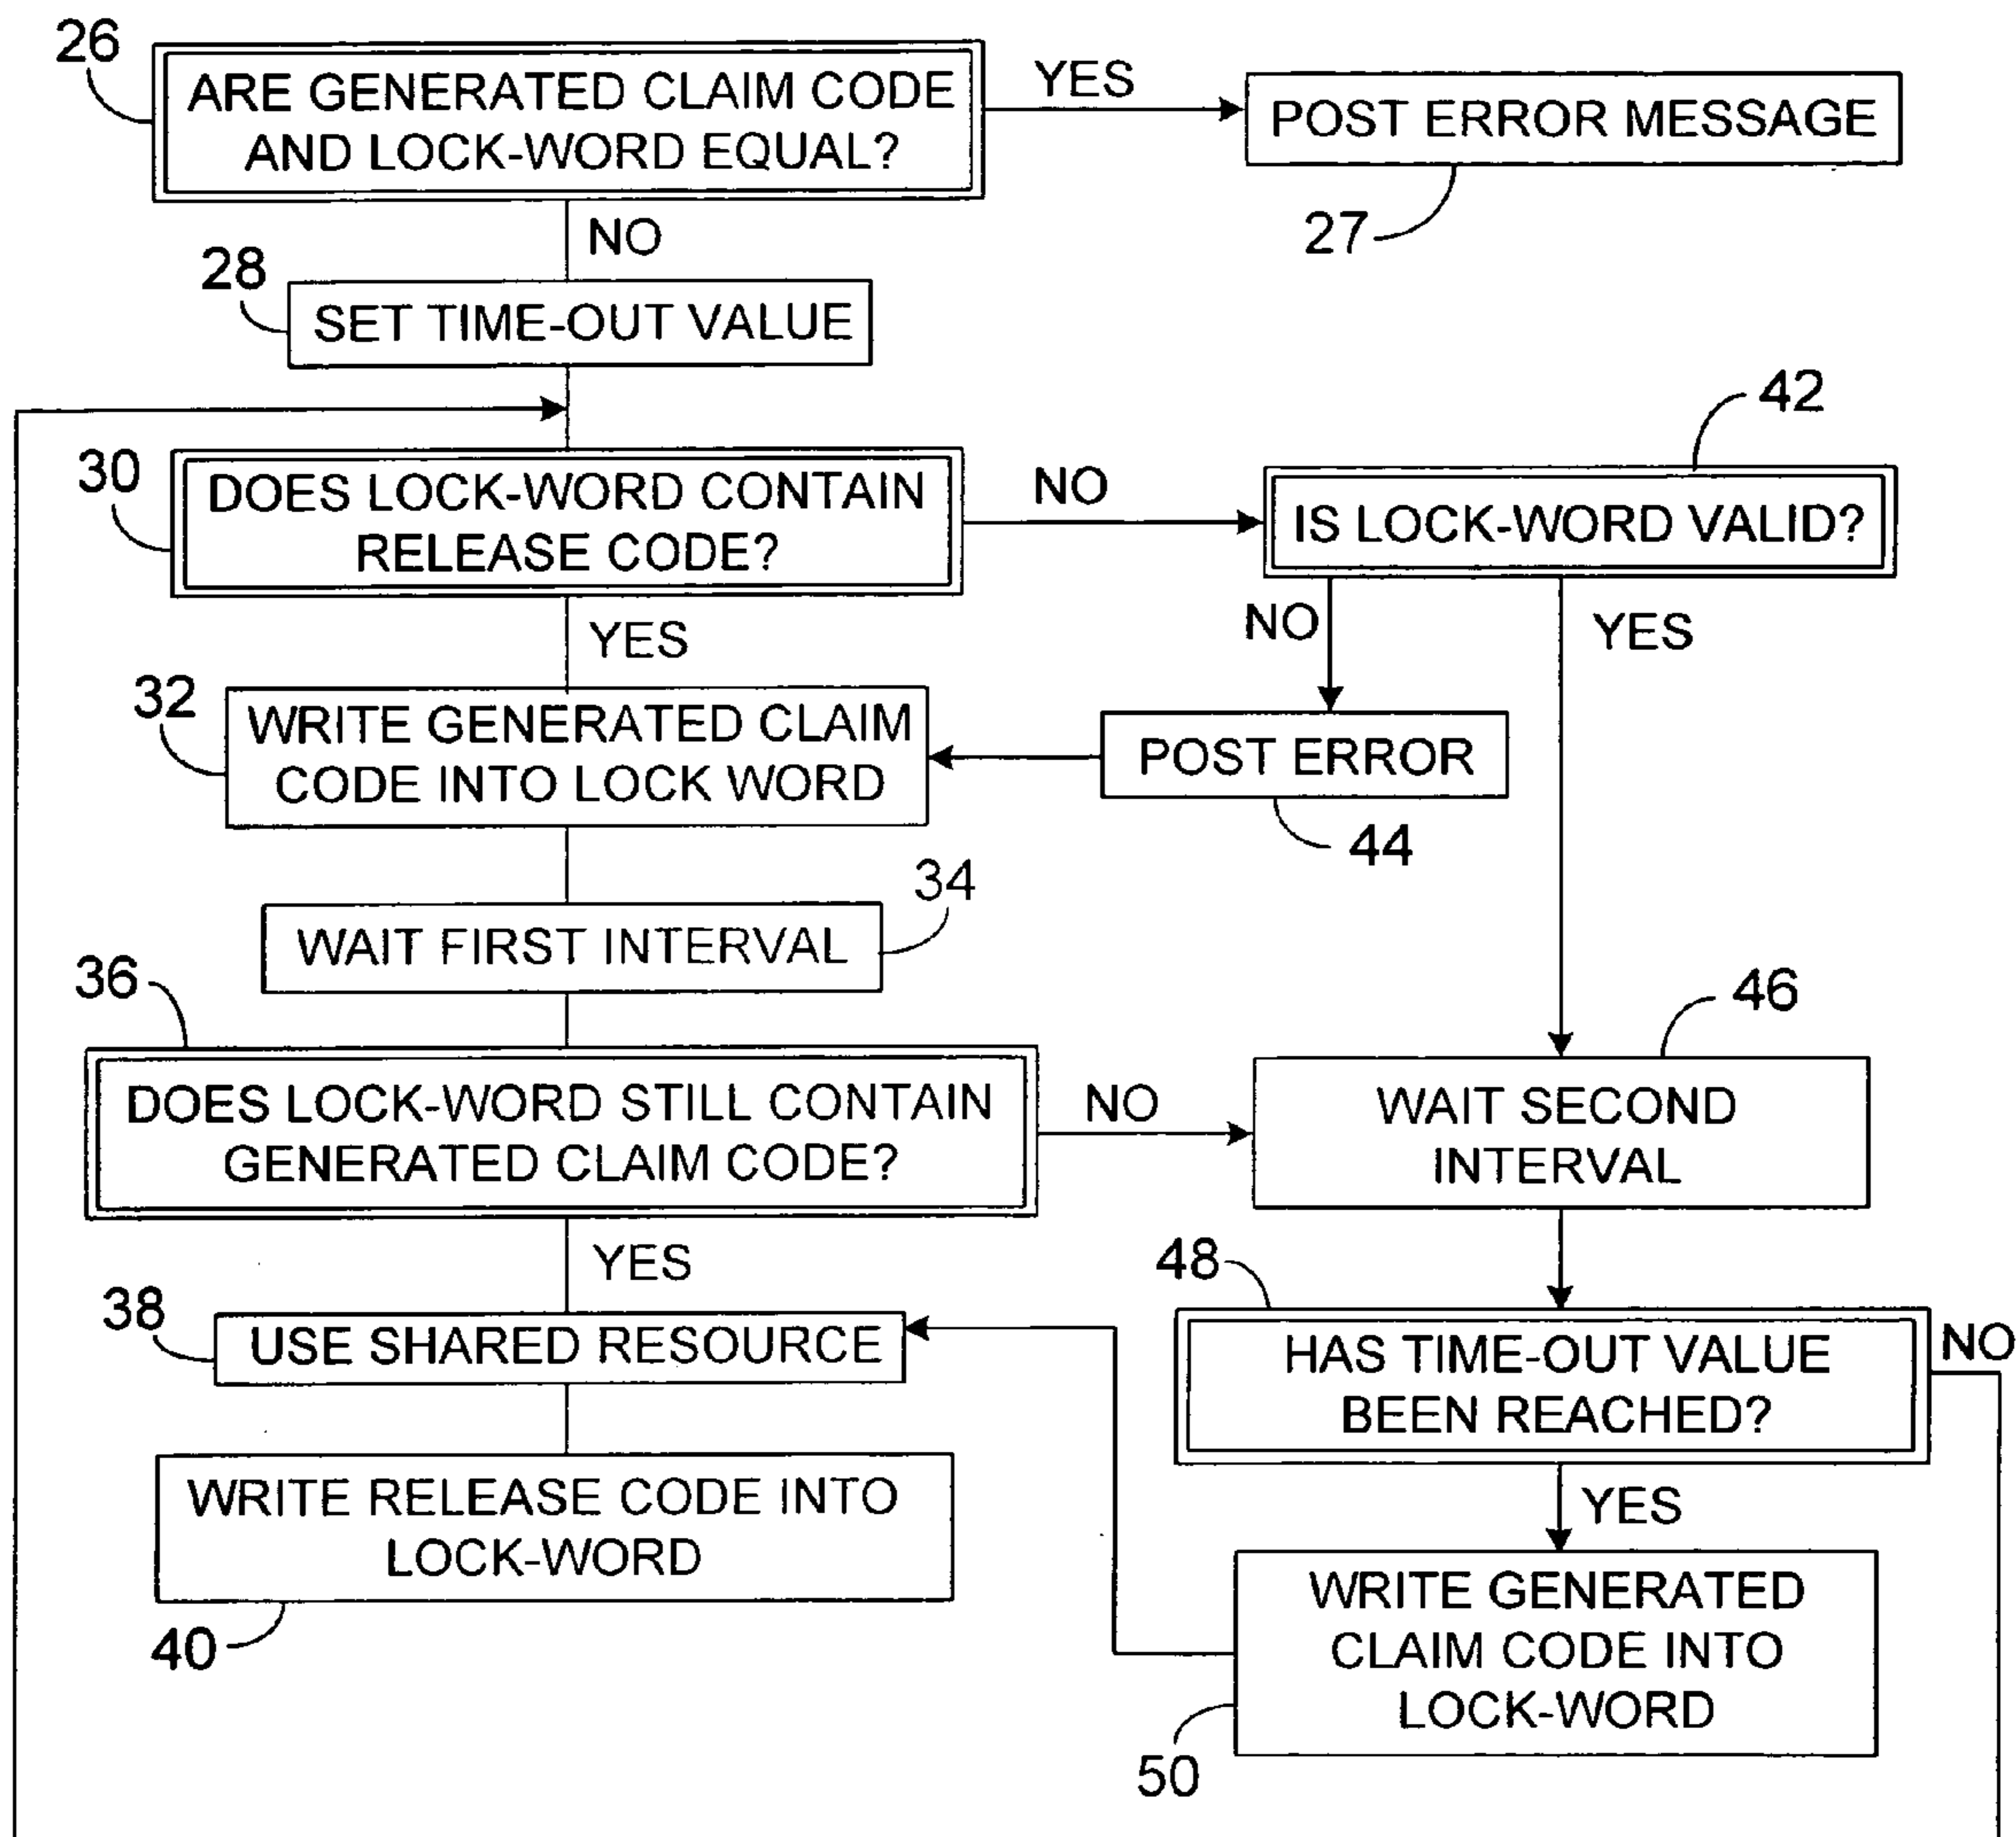 26
ARE GENERATED CLAIM CODE
AND LOCK-WORD EQUAL?
YES
POST ERROR MESSAGE
27
NO
28
SET TIME-OUT VALUE
42
30
DOES LOCK-WORD CONTAIN
RELEASE CODE?
NO
IS LOCK-WORD VALID?
YES
NO
YES
32
WRITE GENERATED CLAIM
CODE INTO LOCK WORD
POST ERROR
44
34
WAIT FIRST INTERVAL
36
46
DOES LOCK-WORD STILL CONTAIN
GENERATED CLAIM CODE?
NO
WAIT SECOND
INTERVAL
YES
48
38
USE SHARED RESOURCE
HAS TIME-OUT VALUE
BEEN REACHED?
NO
WRITE RELEASE CODE INTO
LOCK-WORD
40
YES
WRITE GENERATED
CLAIM CODE INTO
LOCK-WORD
50